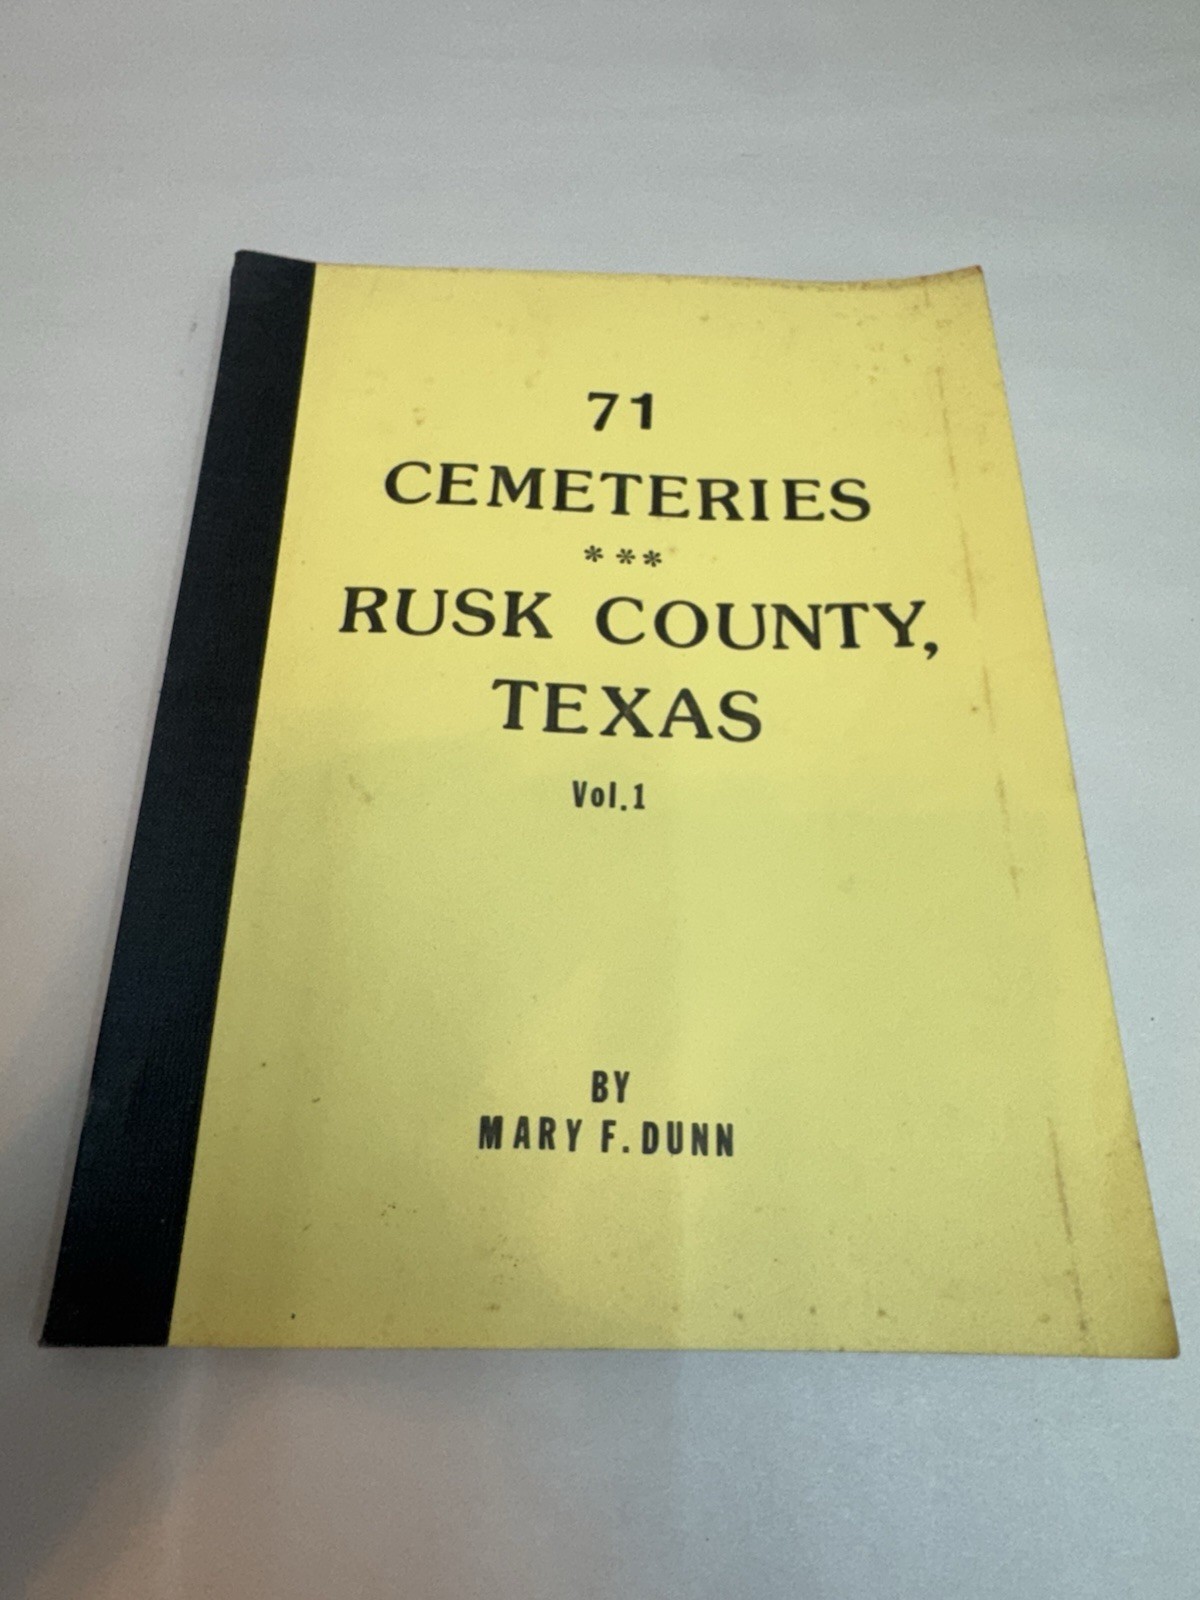 71
CEMETERIES
***
RUSK COUNTY,
TEXAS
Vol.1
BY
MARY F. DUNN